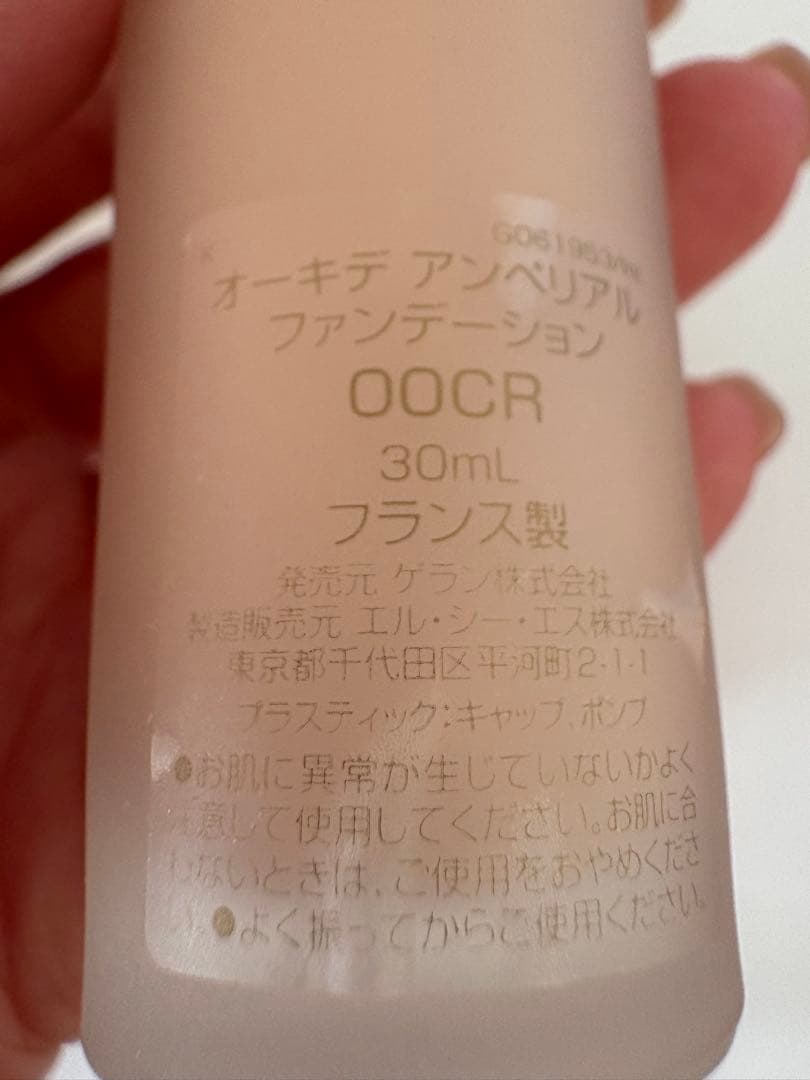 オーキデ アンペリアル
ファンデーション
00CR
30mL
フランス製
発売元 ゲラン株式会社
製造販売元 エル・シー・エス株式会社
東京都千代田区平河町2-1-1
プラスティック:キャップ、ポンプ
●お肌に異常が生じていないかよく
注意して使用してください。お肌に合
わないときは、ご使用をおやめくださ
い。●よく振ってからご使用ください。